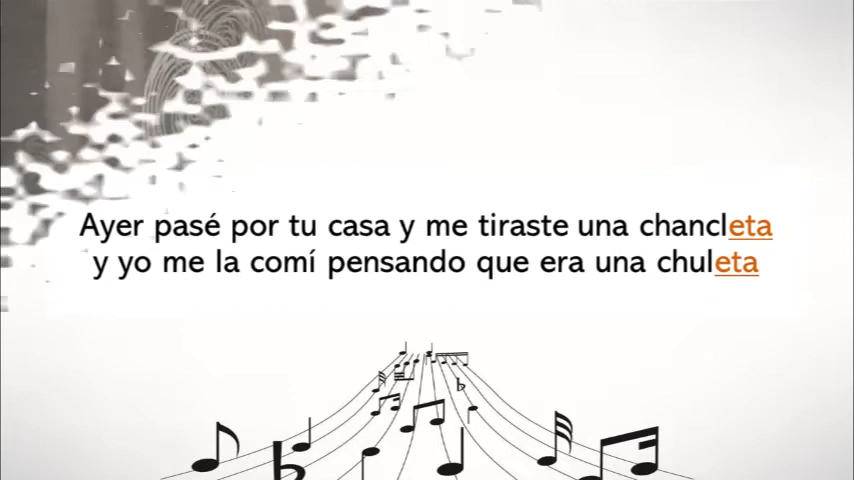 Ayer pasé por tu casa y me tiraste una chancleta
y yo me la comí pensando que era una chuleta